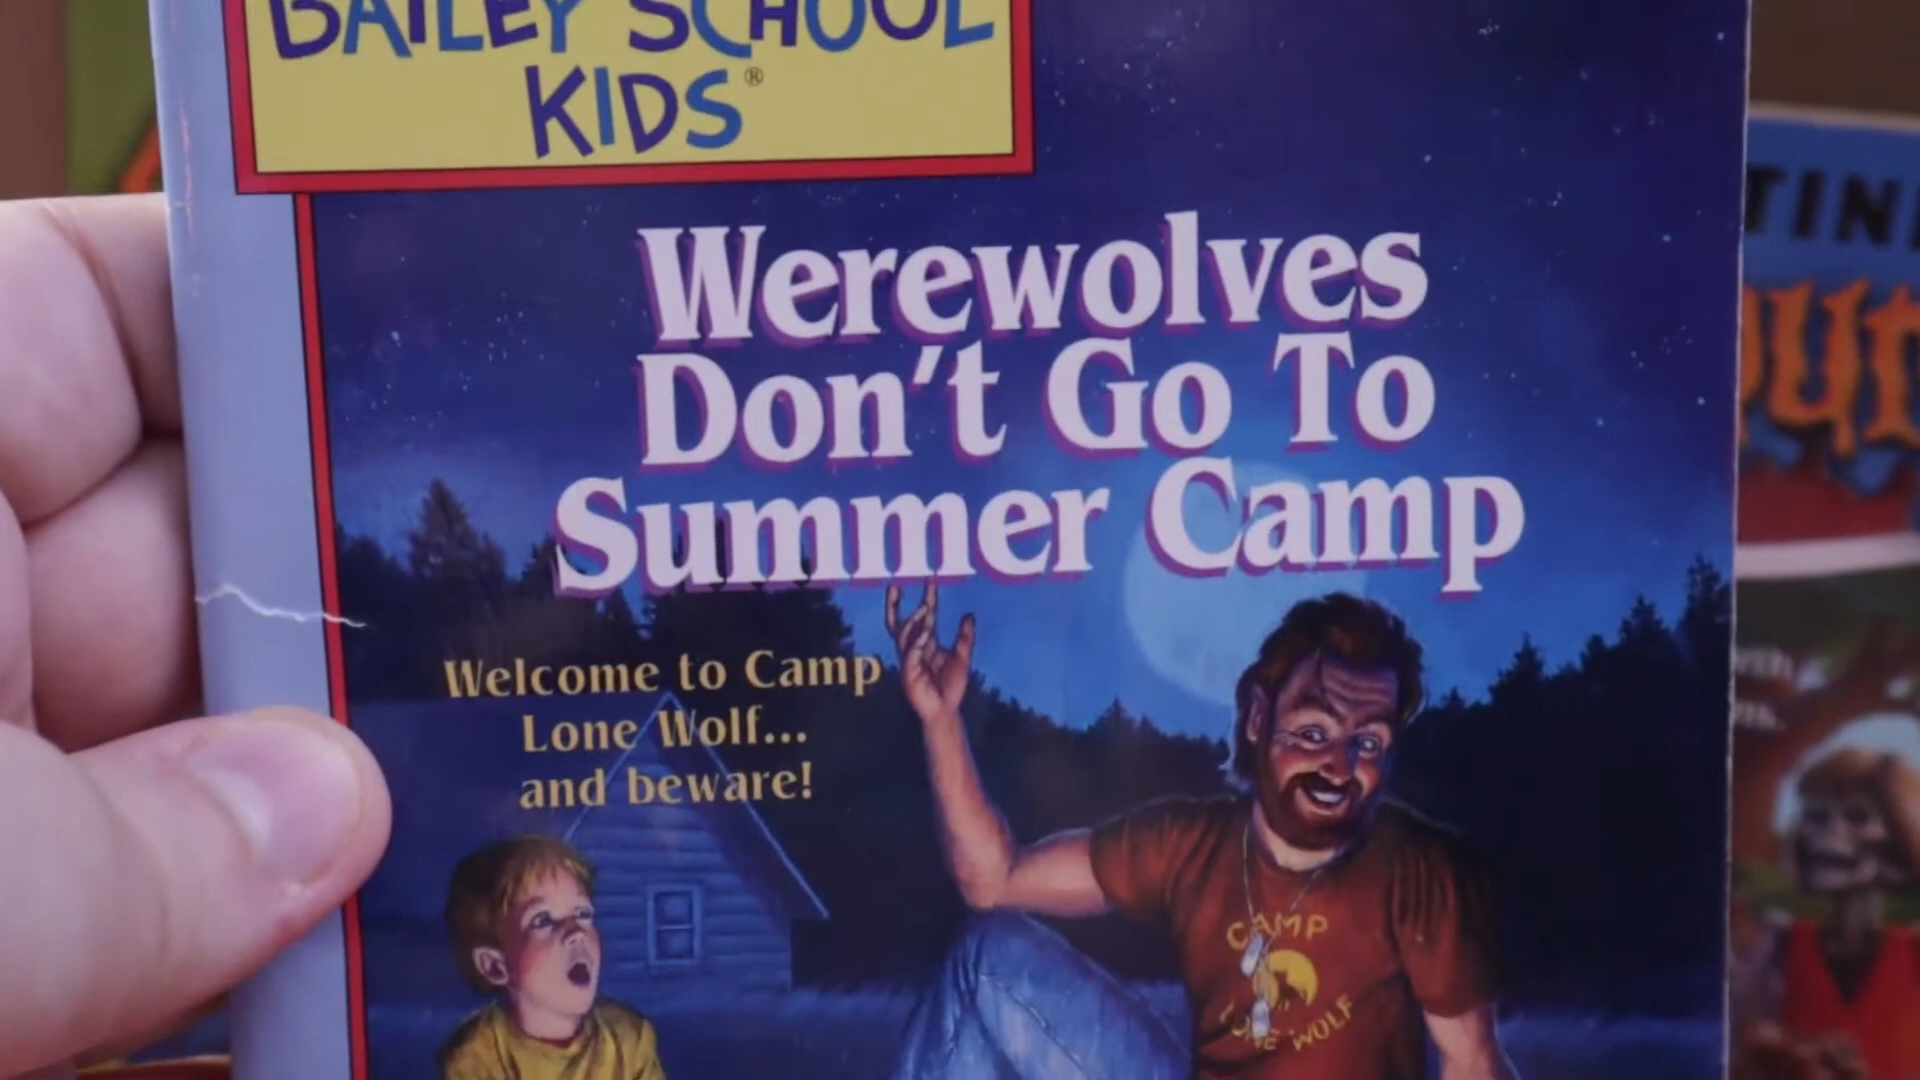 BAILEY SCHOOL
KIDS®
Werewolves
Don't Go To
Summer Camp
Welcome to Camp
Lone Wolf...
and beware!
CAMP
LONE WOLF